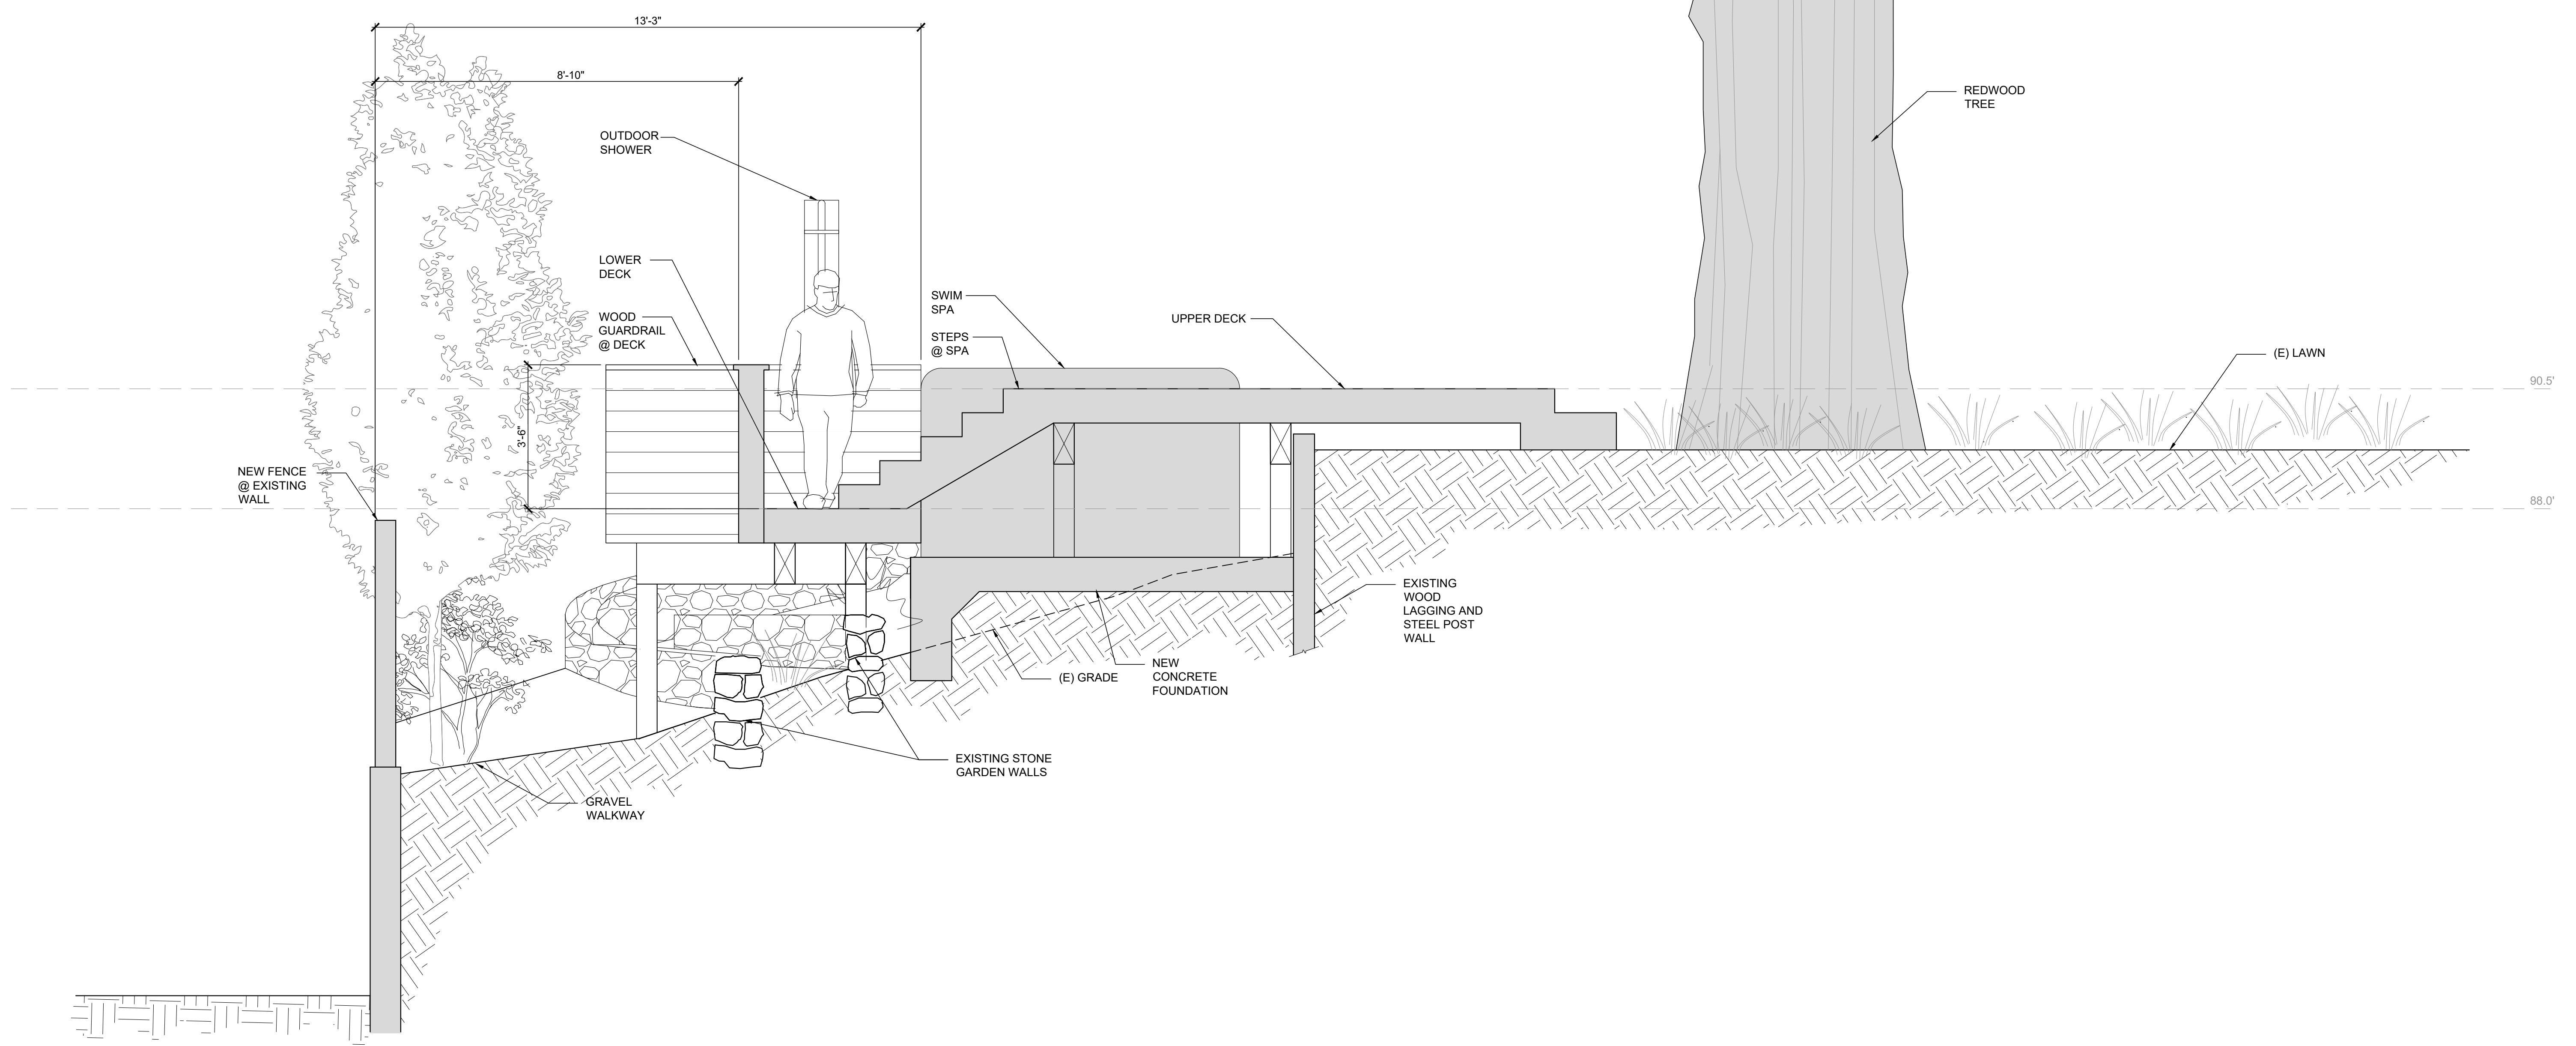 13'-3"
8'-10"
REDWOOD
TREE
OUTDOOR
SHOWER
LOWER
DECK
SWIM
SPA
WOOD
GUARDRAIL
@ DECK
UPPER DECK
STEPS
@ SPA
(E) LAWN
90.5'
3'-6"
NEW FENCE
@ EXISTING
WALL
88.0'
EXISTING
WOOD
LAGGING AND
STEEL POST
WALL
NEW
CONCRETE
FOUNDATION
(E) GRADE
EXISTING STONE
GARDEN WALLS
GRAVEL
WALKWAY